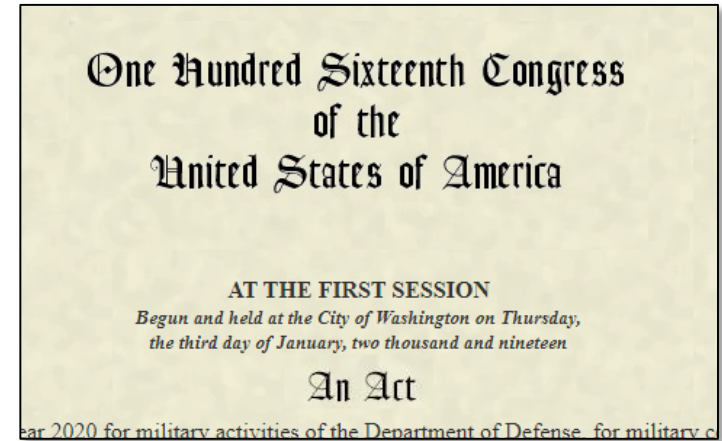 One Hundred Sixteenth Congress
of the
United States of America
AT THE FIRST SESSION
Begun and held at the City of Washington on Thursday,
the third day of January, two thousand and nineteen
An Act
ear 2020 for military activities of the Department of Defense, for military c